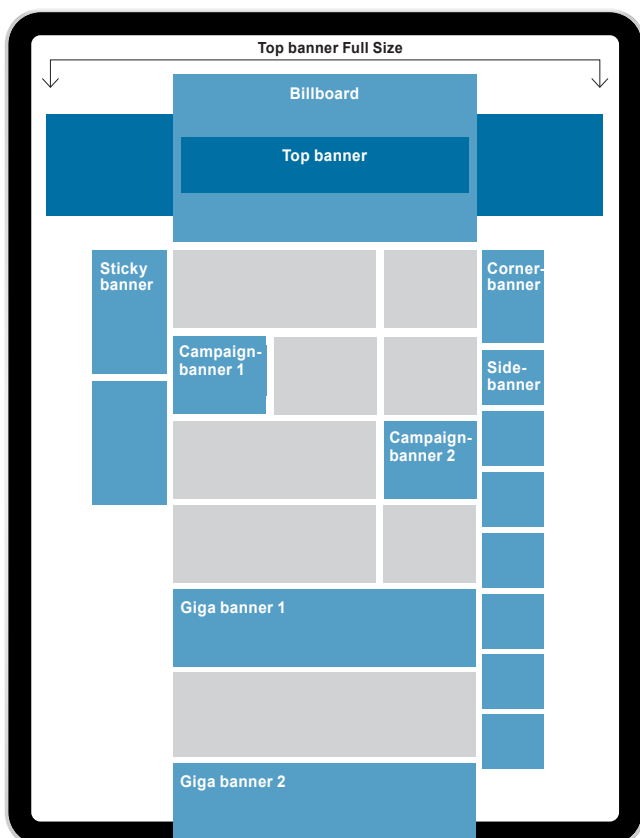 Top banner Full Size
Billboard
Top banner
Sticky
banner
Corner-
banner
Campaign-
banner 1
Side-
banner
Campaign-
banner 2
Giga banner 1
Giga banner 2